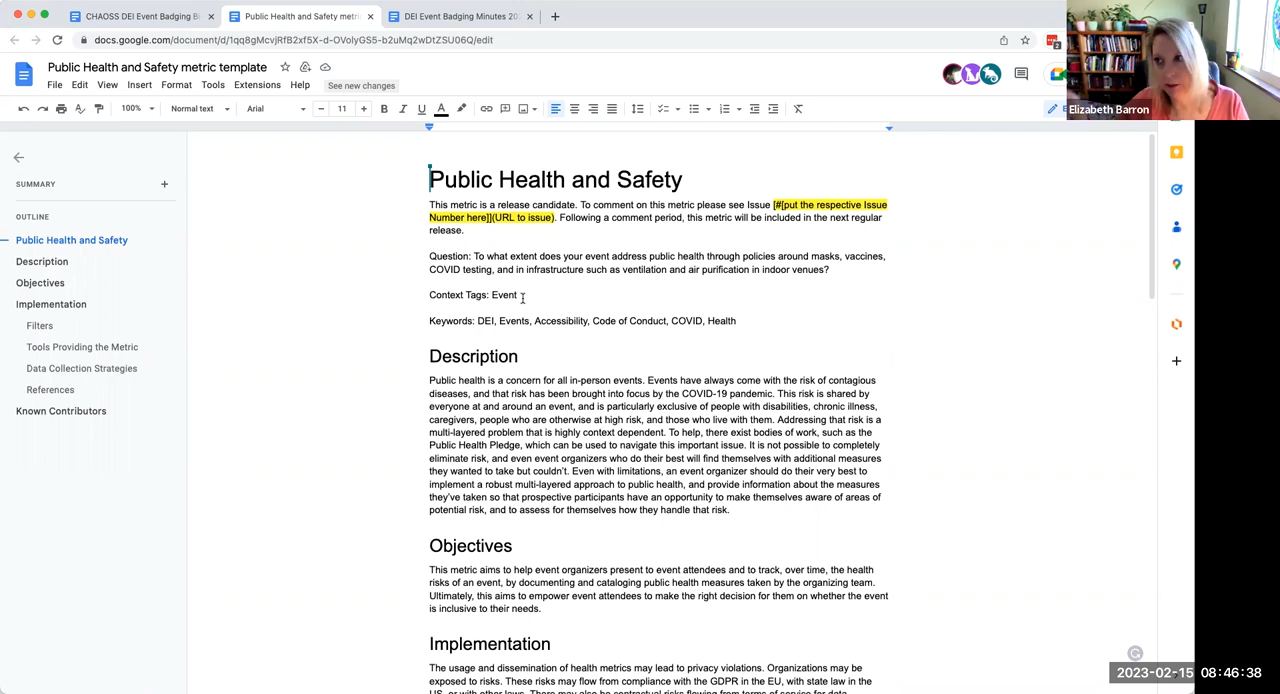 CHAOSS DEI Event Badging B
Public Health and Safety metri
DEI Event Badging Minutes 20
docs.google.com/document/d/1qq8gMcvjRfB2xf5X-d-OVolyGS5-b2uMq2wDtZSU06Q/edit
Public Health and Safety metric template
File Edit View Insert Format Tools Extensions Help See new changes
100% Normal text Arial 11
Elizabeth Barron
SUMMARY
OUTLINE
Public Health and Safety
Description
Objectives
Implementation
Filters
Tools Providing the Metric
Data Collection Strategies
References
Known Contributors
Public Health and Safety
This metric is a release candidate. To comment on this metric please see Issue [#[put the respective Issue
Number here]](URL to issue). Following a comment period, this metric will be included in the next regular
release.
Question: To what extent does your event address public health through policies around masks, vaccines,
COVID testing, and in infrastructure such as ventilation and air purification in indoor venues?
Context Tags: Event
Keywords: DEI, Events, Accessibility, Code of Conduct, COVID, Health
Description
Public health is a concern for all in-person events. Events have always come with the risk of contagious
diseases, and that risk has been brought into focus by the COVID-19 pandemic. This risk is shared by
everyone at and around an event, and is particularly exclusive of people with disabilities, chronic illness,
caregivers, people who are otherwise at high risk, and those who live with them. Addressing that risk is a
multi-layered problem that is highly context dependent. To help, there exist bodies of work, such as the
Public Health Pledge, which can be used to navigate this important issue. It is not possible to completely
eliminate risk, and even event organizers who do their best will find themselves with additional measures
they wanted to take but couldn't. Even with limitations, an event organizer should do their very best to
implement a robust multi-layered approach to public health, and provide information about the measures
they've taken so that prospective participants have an opportunity to make themselves aware of areas of
potential risk, and to assess for themselves how they handle that risk.
Objectives
This metric aims to help event organizers present to event attendees and to track, over time, the health
risks of an event, by documenting and cataloging public health measures taken by the organizing team.
Ultimately, this aims to empower event attendees to make the right decision for them on whether the event
is inclusive to their needs.
Implementation
The usage and dissemination of health metrics may lead to privacy violations. Organizations may be
exposed to risks. These risks may flow from compliance with the GDPR in the EU, with state law in the
US, or with other laws. There may also be contractual risks flowing from terms of service for data
2023-02-15 08:46:38